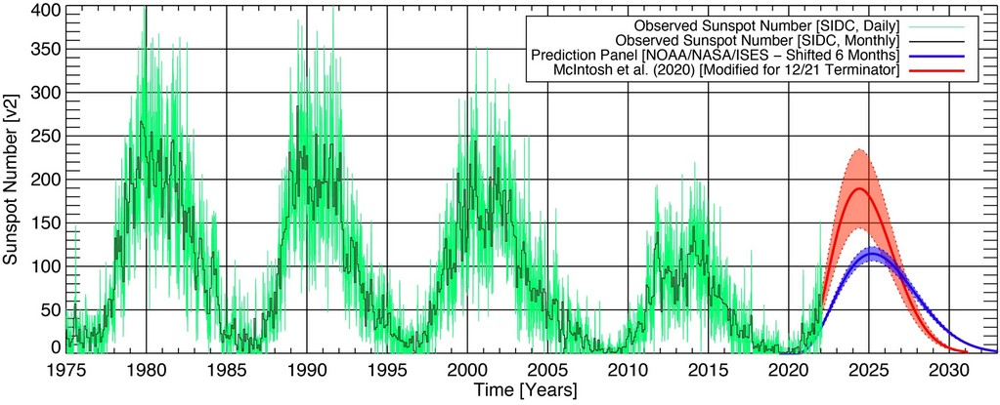 400
350
300
250
200
150
100
50
0
Sunspot Number [v2]
Observed Sunspot Number [SIDC, Daily]
Observed Sunspot Number [SIDC, Monthly]
Prediction Panel [NOAA/NASA/ISES − Shifted 6 Months]
McIntosh et al. (2020) [Modified for 12/21 Terminator]
1975 1980 1985 1990 1995 2000 2005 2010 2015 2020 2025 2030
Time [Years]